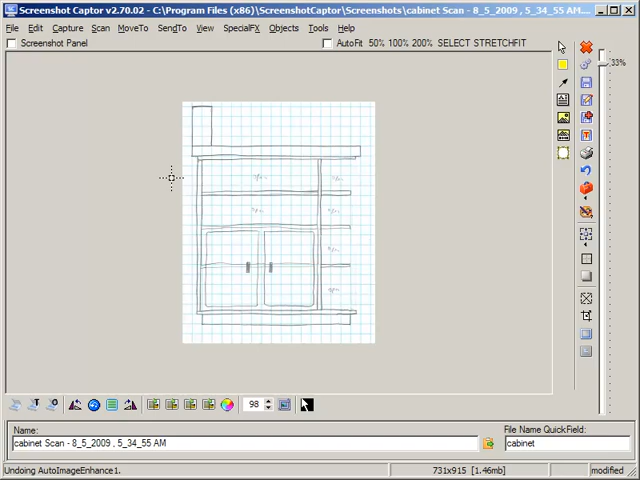 Screenshot Captor v2.70.02 - C:\Program Files (x86)\ScreenshotCaptor\Screenshots\cabinet Scan - 8_5_2009 , 5_34_55 AM....
File Edit Capture Scan MoveTo SendTo View SpecialFX Objects Tools Help
Screenshot Panel AutoFit 50% 100% 200% SELECT STRETCHFIT
33%
98
Name: File Name QuickField:
cabinet Scan - 8_5_2009 , 5_34_55 AM cabinet
Undoing AutoImageEnhance1. 731x915 [1.46mb] modified